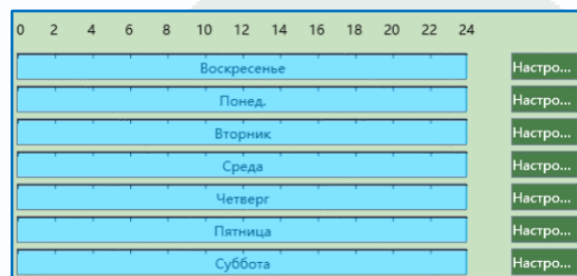 0 2 4 6 8 10 12 14 16 18 20 22 24
Воскресенье Настро...
Понед. Настро...
Вторник Настро...
Среда Настро...
Четверг Настро...
Пятница Настро...
Суббота Настро...